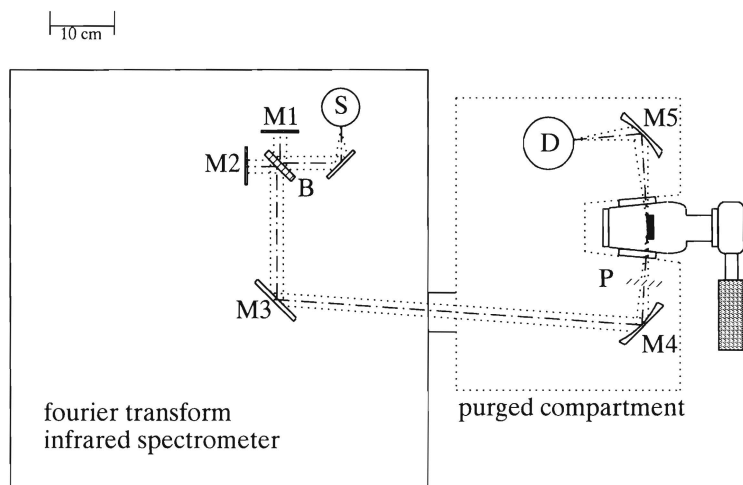 10 cm
S
M1
M2
B
M5
D
P
M3
M4
fourier transform
infrared spectrometer
purged compartment